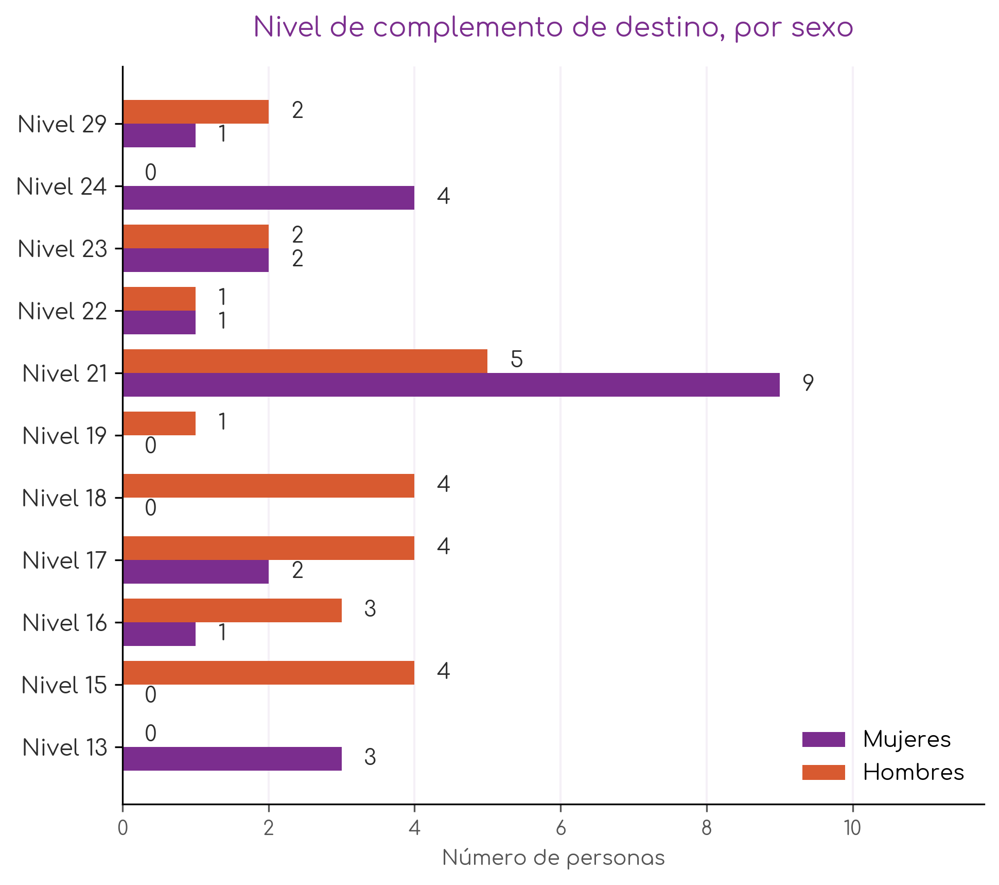 Nivel de complemento de destino, por sexo
Nivel 29
2
1
Nivel 24
0
4
Nivel 23
2
2
Nivel 22
1
1
Nivel 21
5
9
Nivel 19
1
0
Nivel 18
4
0
Nivel 17
4
2
Nivel 16
3
1
Nivel 15
4
0
Nivel 13
0
3
Mujeres
Hombres
0 2 4 6 8 10
Número de personas